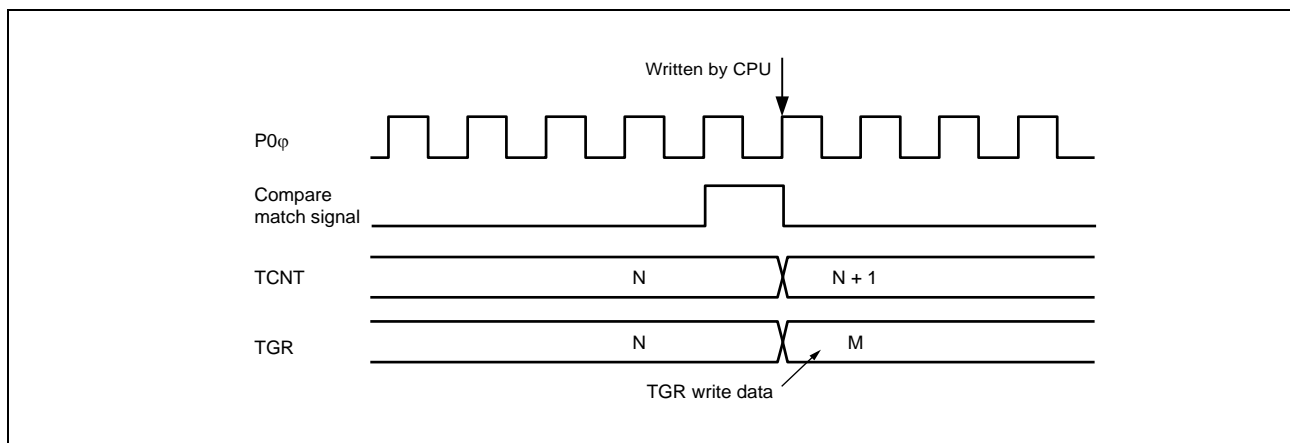 Written by CPU
P0φ
Compare
match signal
TCNT
N
N + 1
TGR
N
M
TGR write data